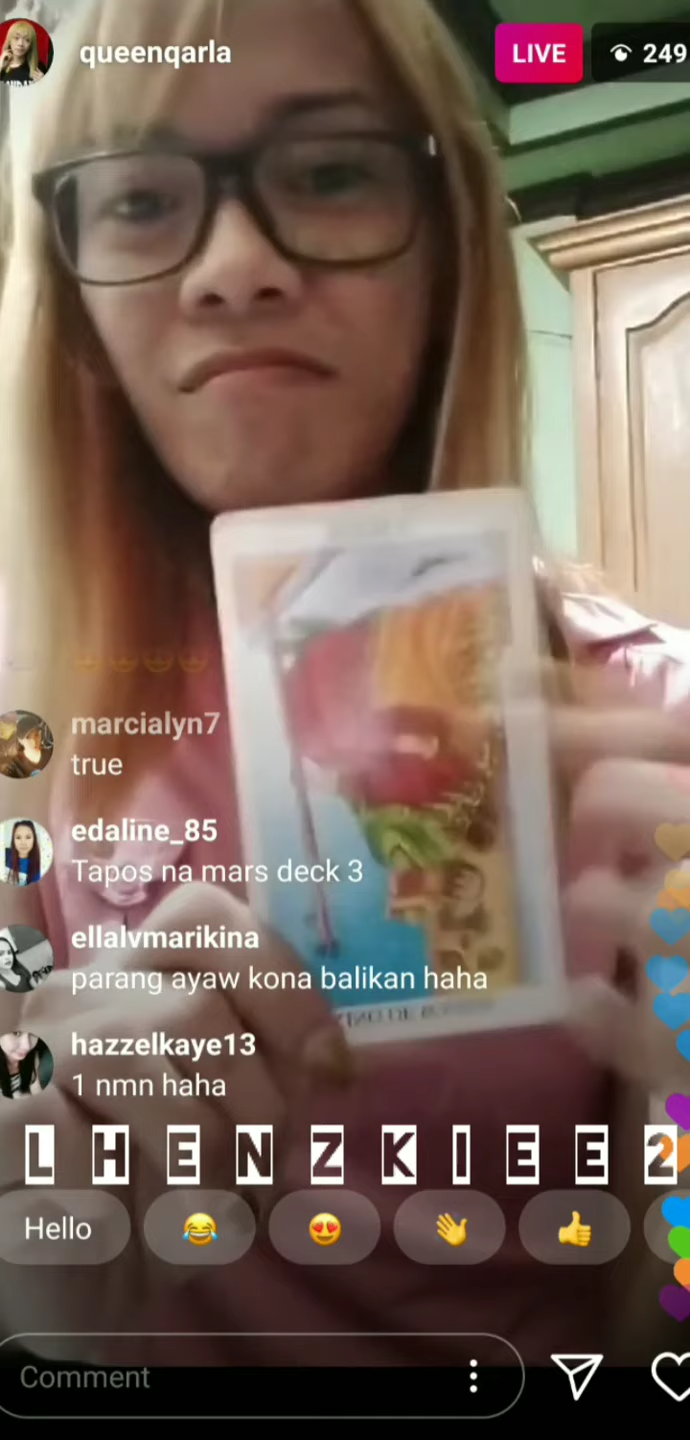 queenqarla
LIVE
249
marcialyn7
true
edaline_85
Tapos na mars deck 3
ellalvmarikina
parang ayaw kona balikan haha
hazzelkaye13
1 nmn haha
L H E N Z K I E E 2
Hello
Comment